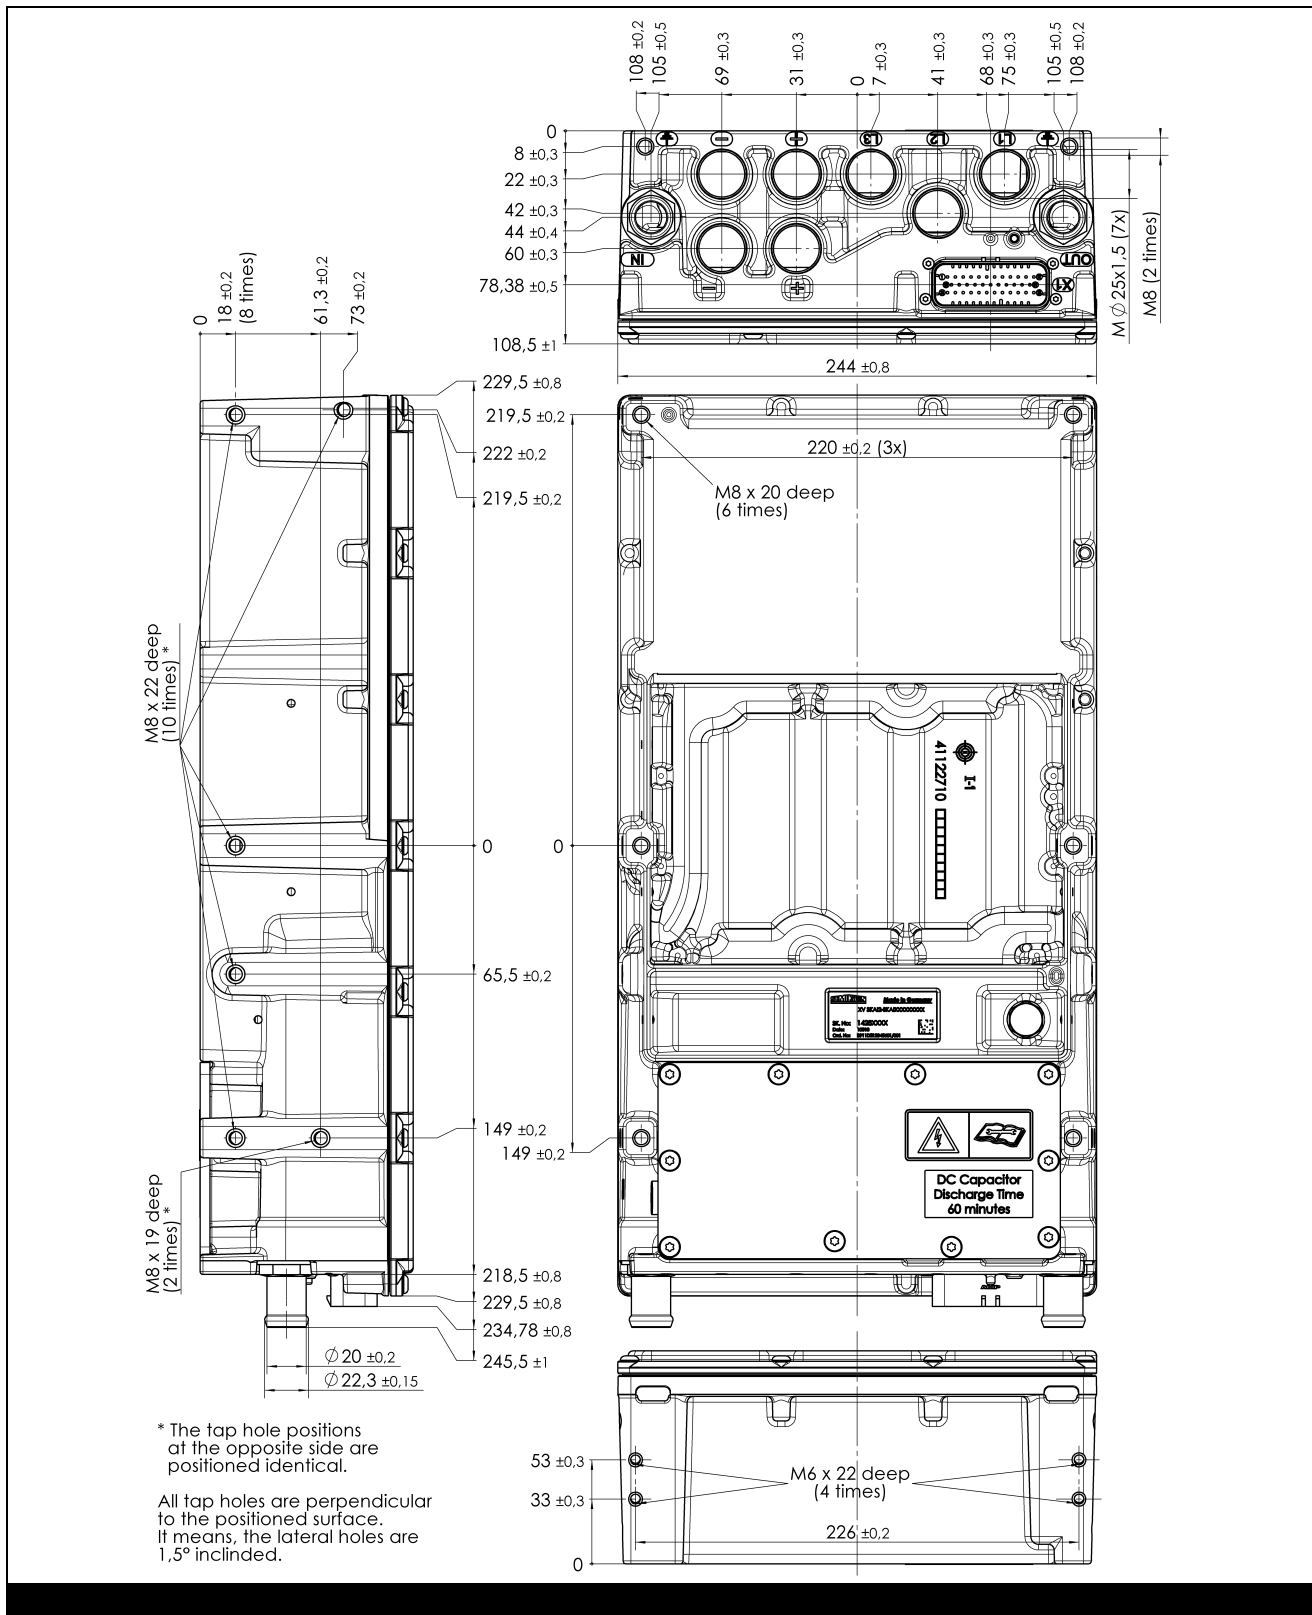 108 ±0,2
105 ±0,5
69 ±0,3
31 ±0,3
0
7 ±0,3
41 ±0,3
68 ±0,3
75 ±0,3
105 ±0,5
108 ±0,2
0
8 ±0,3
22 ±0,3
42 ±0,3
44 ±0,4
60 ±0,3
78,38 ±0,5
108,5 ±1
L3
L2
L1
IN
OUT
X1
M ∅ 25x1,5 (7x)
M8 (2 times)
244 ±0,8
0
18 ±0,2
(8 times)
61,3 ±0,2
73 ±0,2
229,5 ±0,8
219,5 ±0,2
222 ±0,2
219,5 ±0,2
220 ±0,2 (3x)
M8 x 20 deep
(6 times)
M8 x 22 deep
(10 times) *
41122710
I-1
0
0
65,5 ±0,2
Made in Germany
149 ±0,2
149 ±0,2
M8 x 19 deep
(2 times) *
DC Capacitor
Discharge Time
60 minutes
218,5 ±0,8
229,5 ±0,8
234,78 ±0,8
245,5 ±1
∅ 20 ±0,2
∅ 22,3 ±0,15
* The tap hole positions
at the opposite side are
positioned identical.
All tap holes are perpendicular
to the positioned surface.
It means, the lateral holes are
1,5° inclinded.
53 ±0,3
33 ±0,3
0
M6 x 22 deep
(4 times)
226 ±0,2